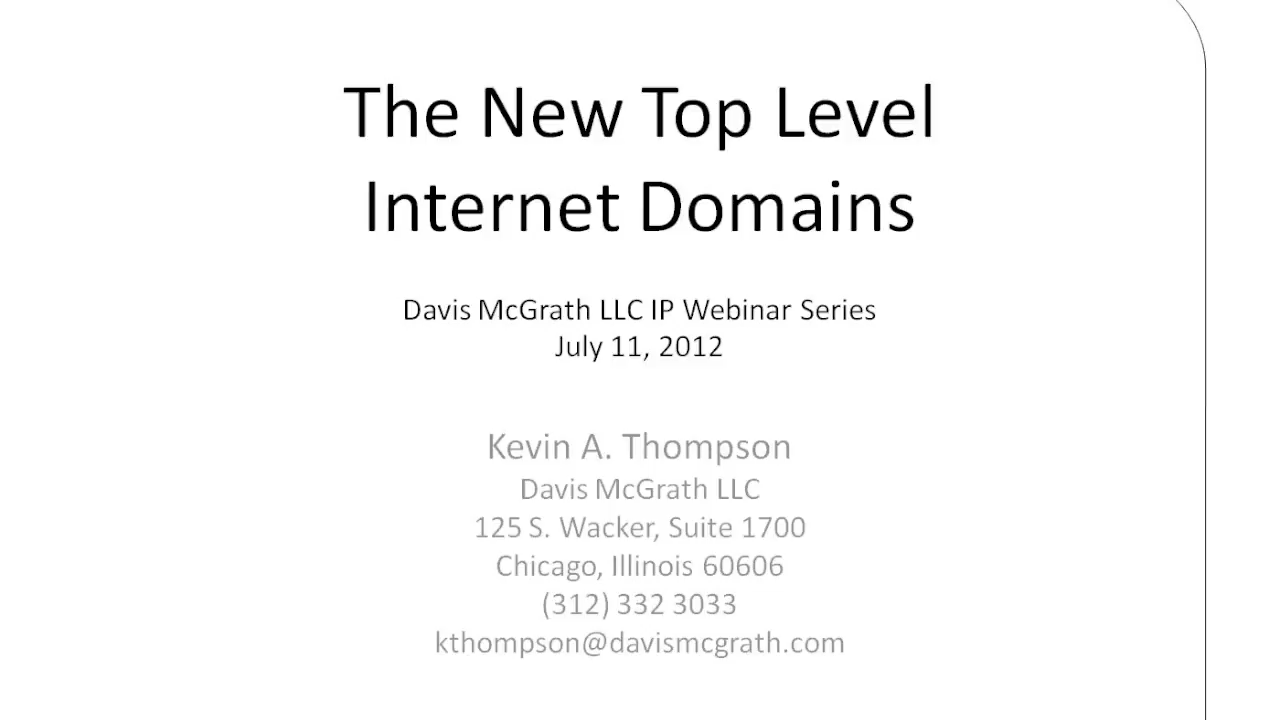 The New Top Level
Internet Domains
Davis McGrath LLC IP Webinar Series
July 11, 2012
Kevin A. Thompson
Davis McGrath LLC
125 S. Wacker, Suite 1700
Chicago, Illinois 60606
(312) 332 3033
kthompson@davismcgrath.com